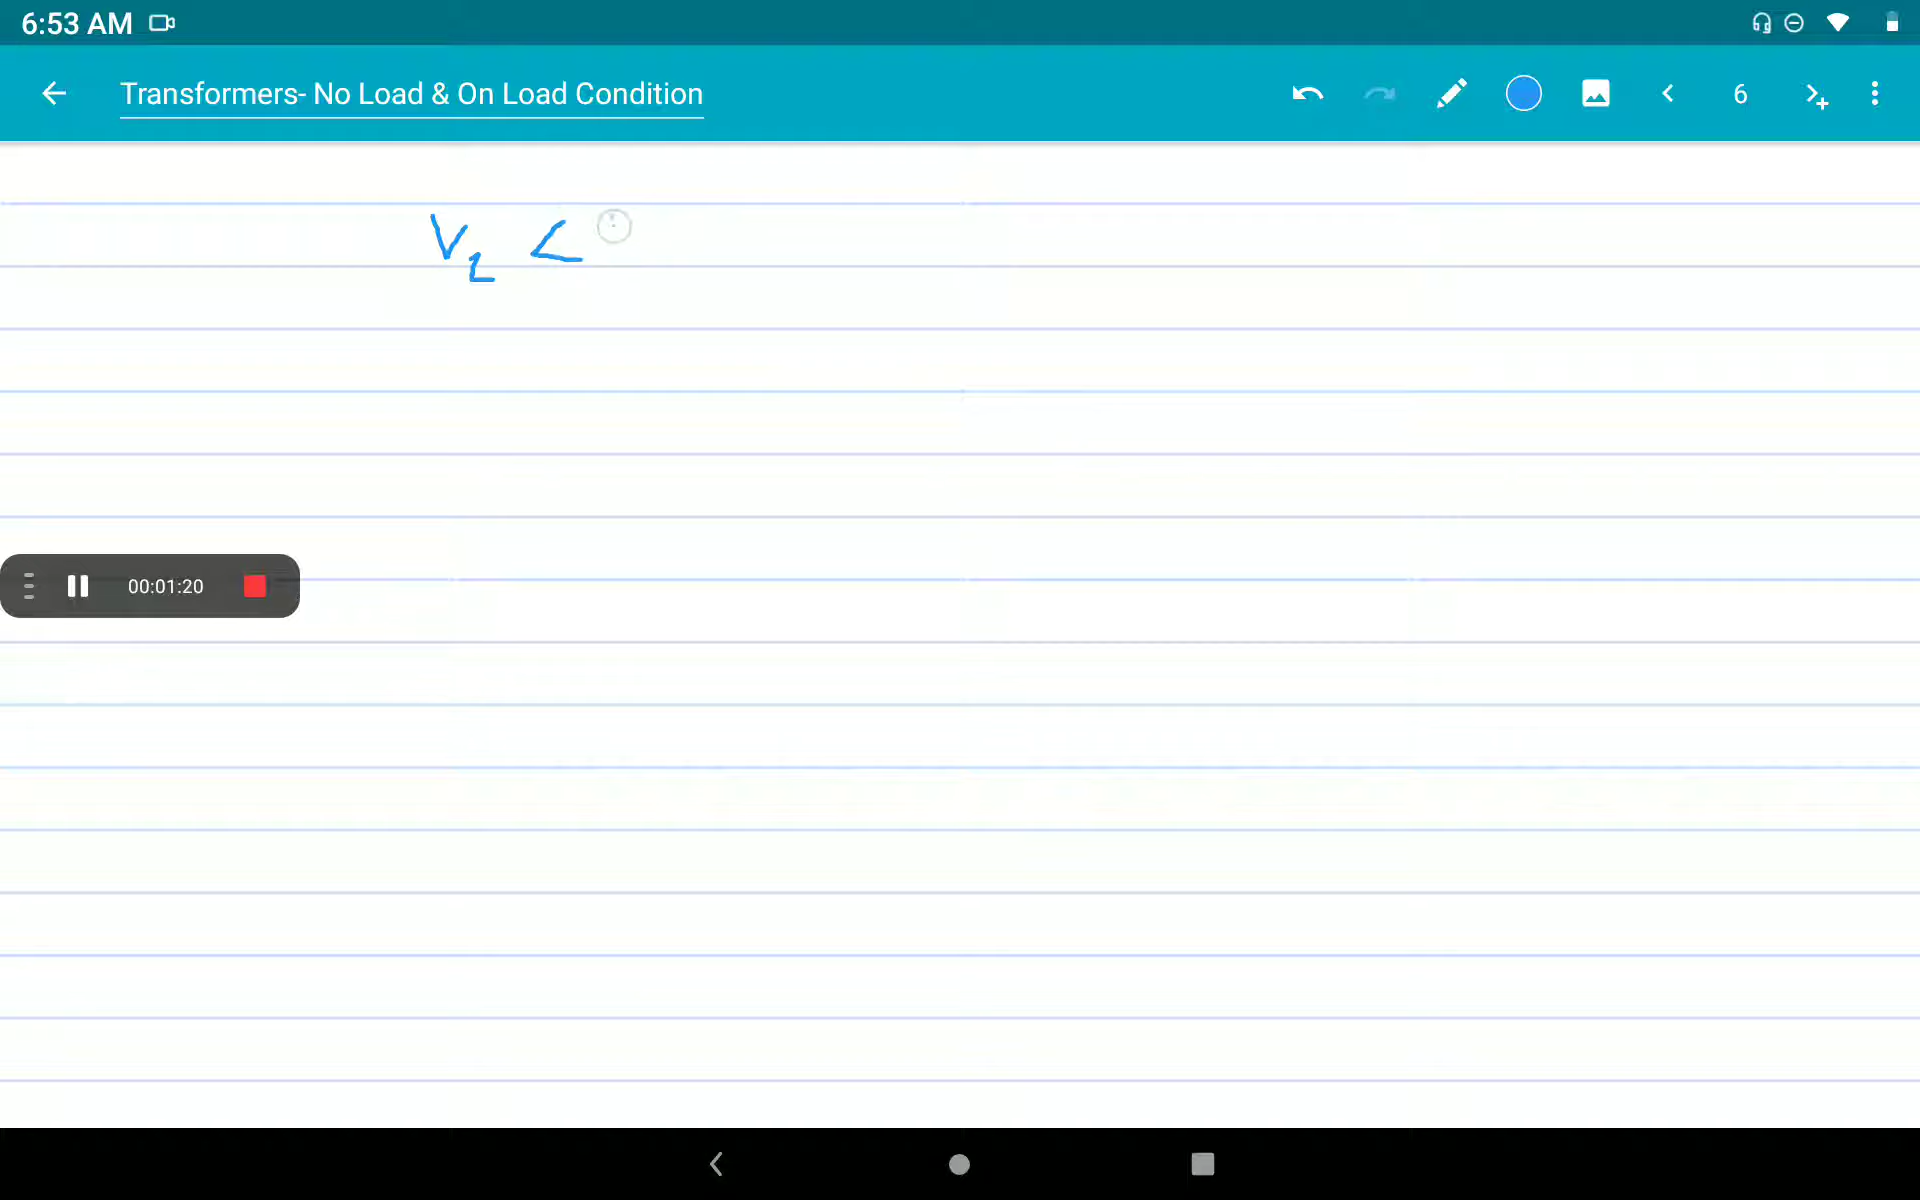 6:53 AM
Transformers- No Load & On Load Condition
6
V₂ <
00:01:20